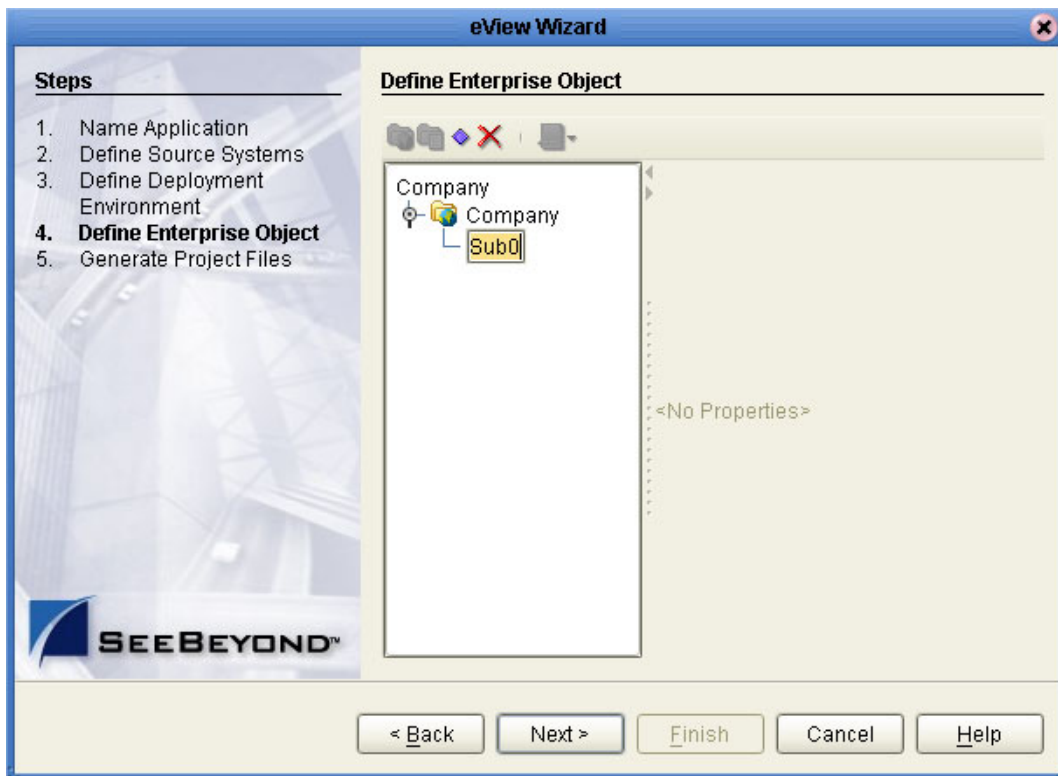 eView Wizard
Steps
1. Name Application
2. Define Source Systems
3. Define Deployment
Environment
4. Define Enterprise Object
5. Generate Project Files
SEEBEYOND™
Define Enterprise Object
Company
Company
Sub0
<No Properties>
< Back
Next >
Finish
Cancel
Help